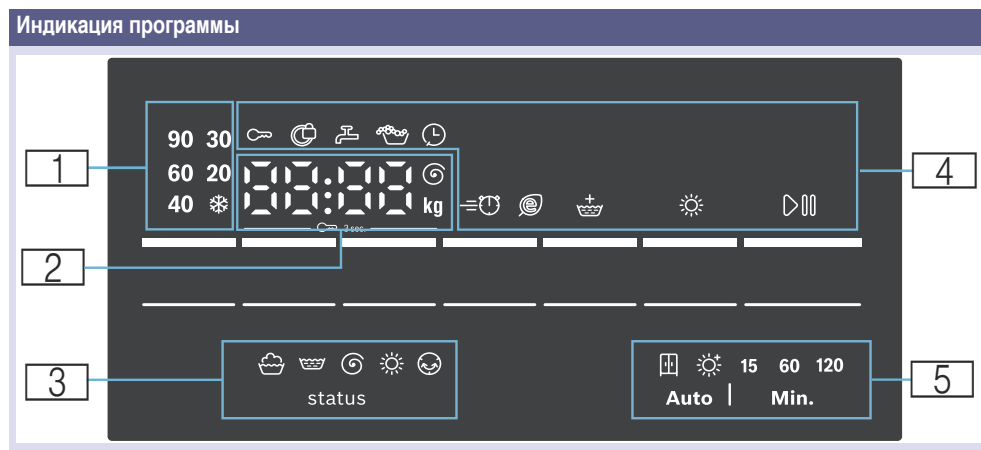 Индикация программы
90 30
60 20
40
88:88
kg
3 sec.
1
2
3
4
5
status
15 60 120
Auto | Min.